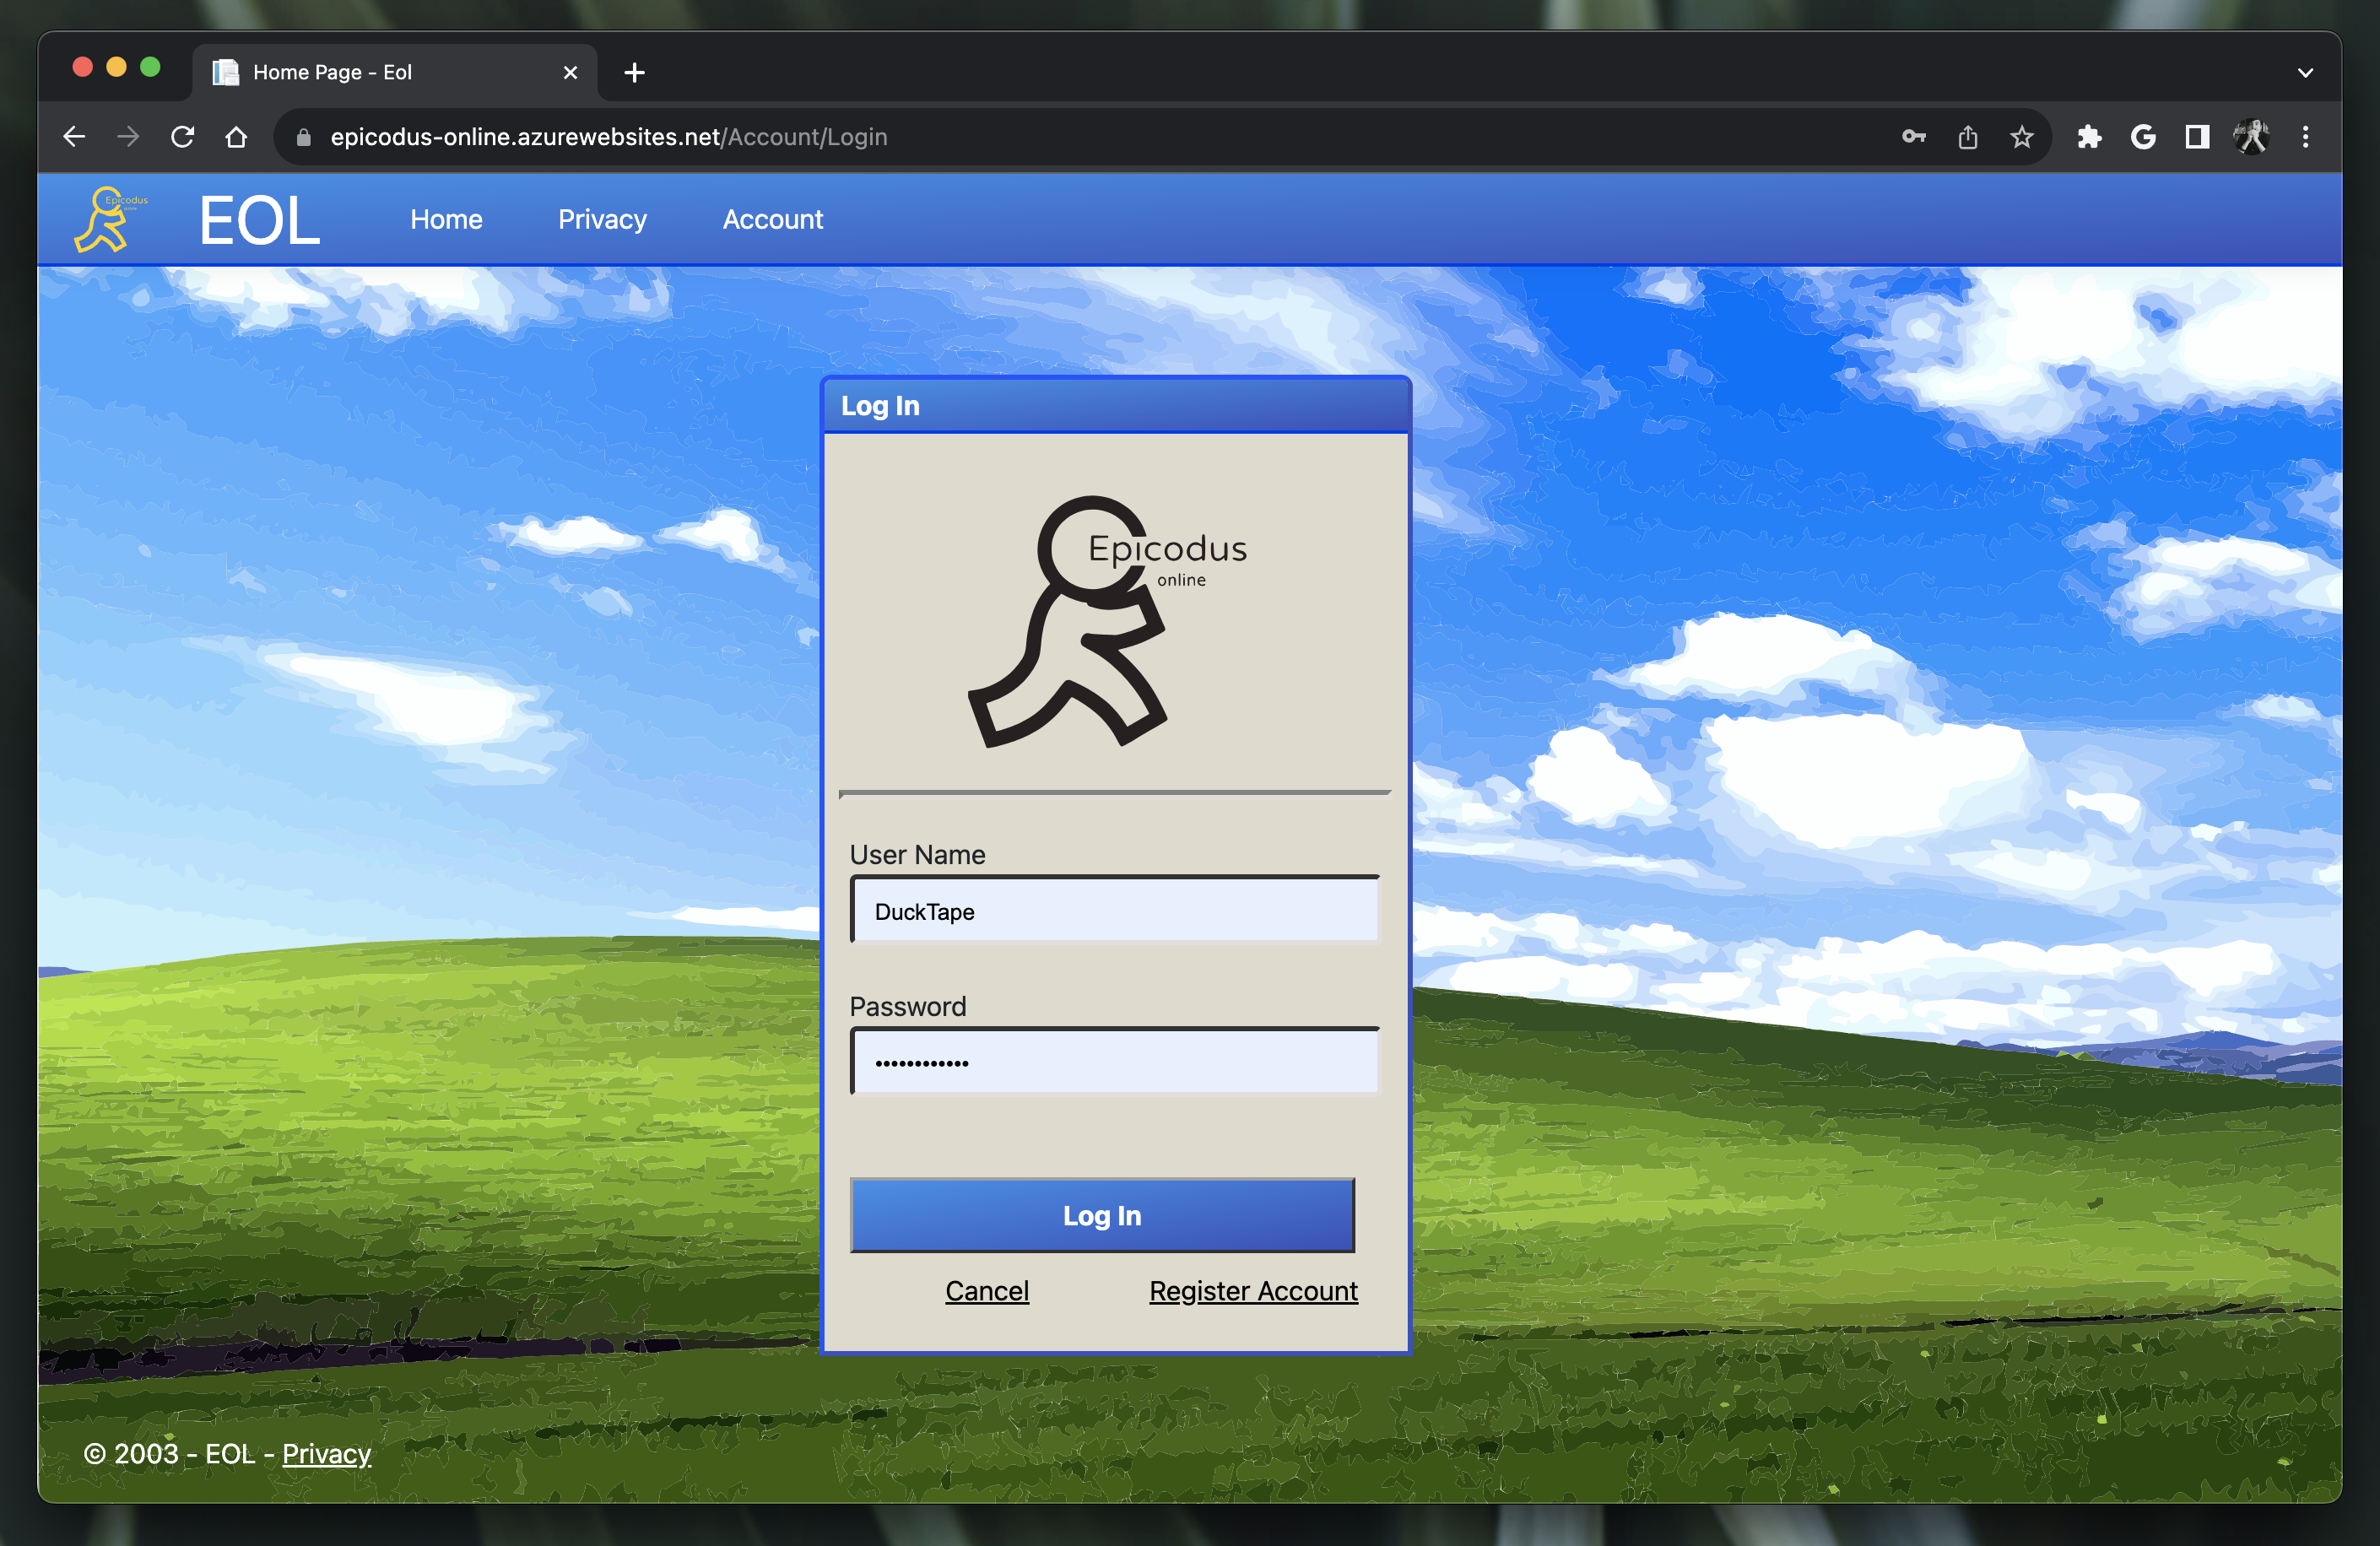 Home Page - Eol
epicodus-online.azurewebsites.net/Account/Login
Epicodus
EOL Home Privacy Account
Log In
Epicodus
online
User Name
DuckTape
Password
••••••••••••
Log In
Cancel Register Account
© 2003 - EOL - Privacy